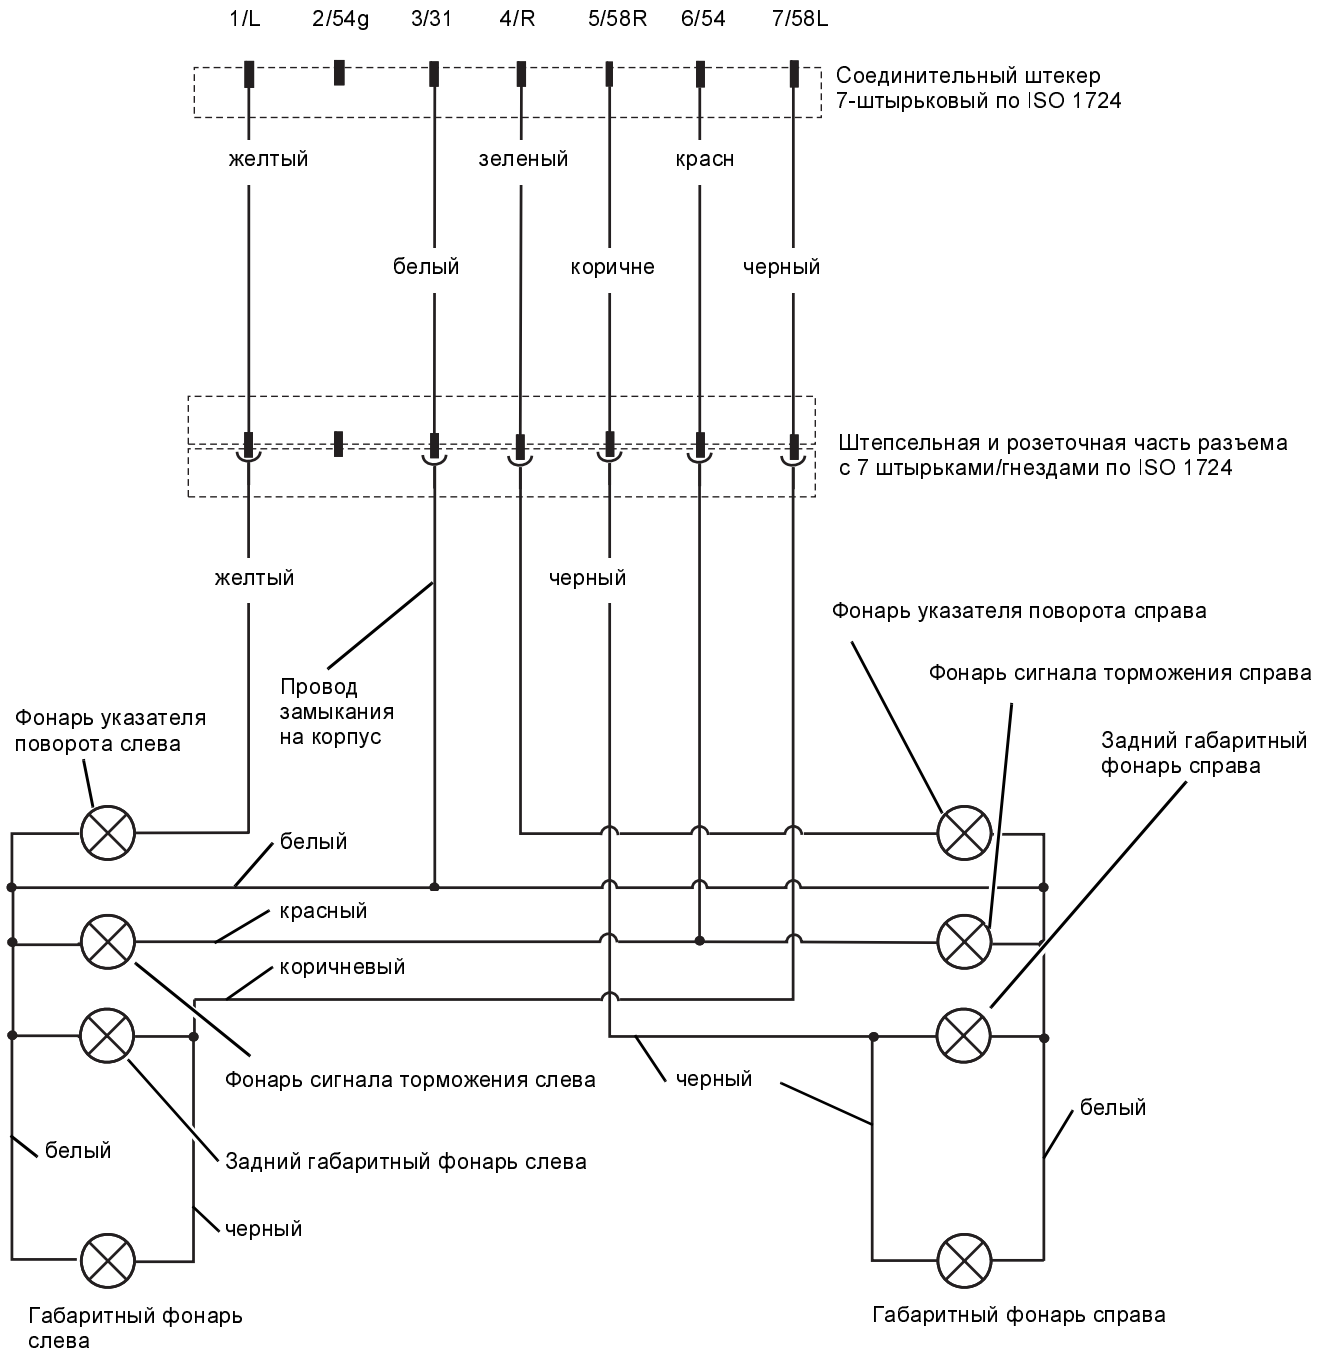 1/L 2/54g 3/31 4/R 5/58R 6/54 7/58L
Соединительный штекер
7-штырьковый по ISO 1724
желтый зеленый красн
белый коричне черный
Штепсельная и розеточная часть разъема
с 7 штырьками/гнездами по ISO 1724
желтый черный
Фонарь указателя поворота справа
Фонарь сигнала торможения справа
Провод
замыкания
на корпус
Фонарь указателя
поворота слева
Задний габаритный
фонарь справа
белый
красный
коричневый
Фонарь сигнала торможения слева
черный
белый
белый
Задний габаритный фонарь слева
черный
Габаритный фонарь
слева
Габаритный фонарь справа